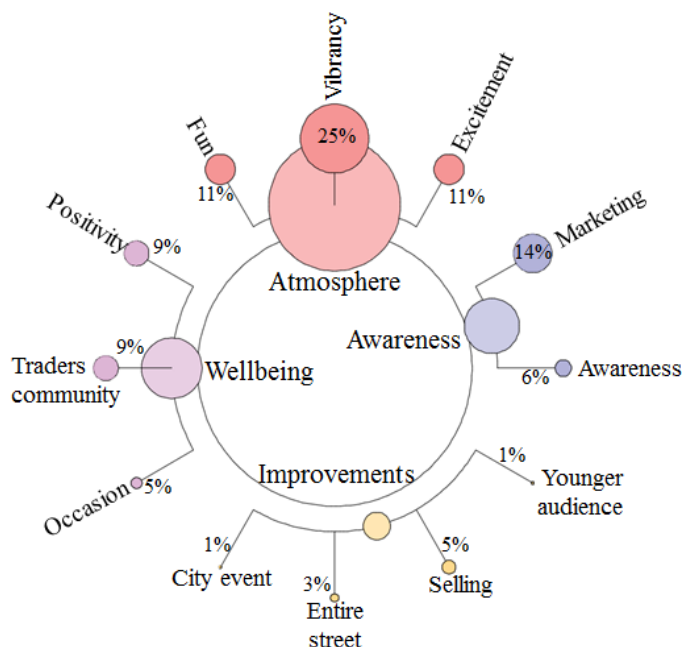 Vibrancy
25%
Fun
11%
Excitement
11%
Positivity
9%
Marketing
14%
Atmosphere
Awareness
Traders
community
9%
Wellbeing
6%
Awareness
Occasion
5%
Improvements
1%
Younger
audience
1%
City event
3%
Entire
street
5%
Selling